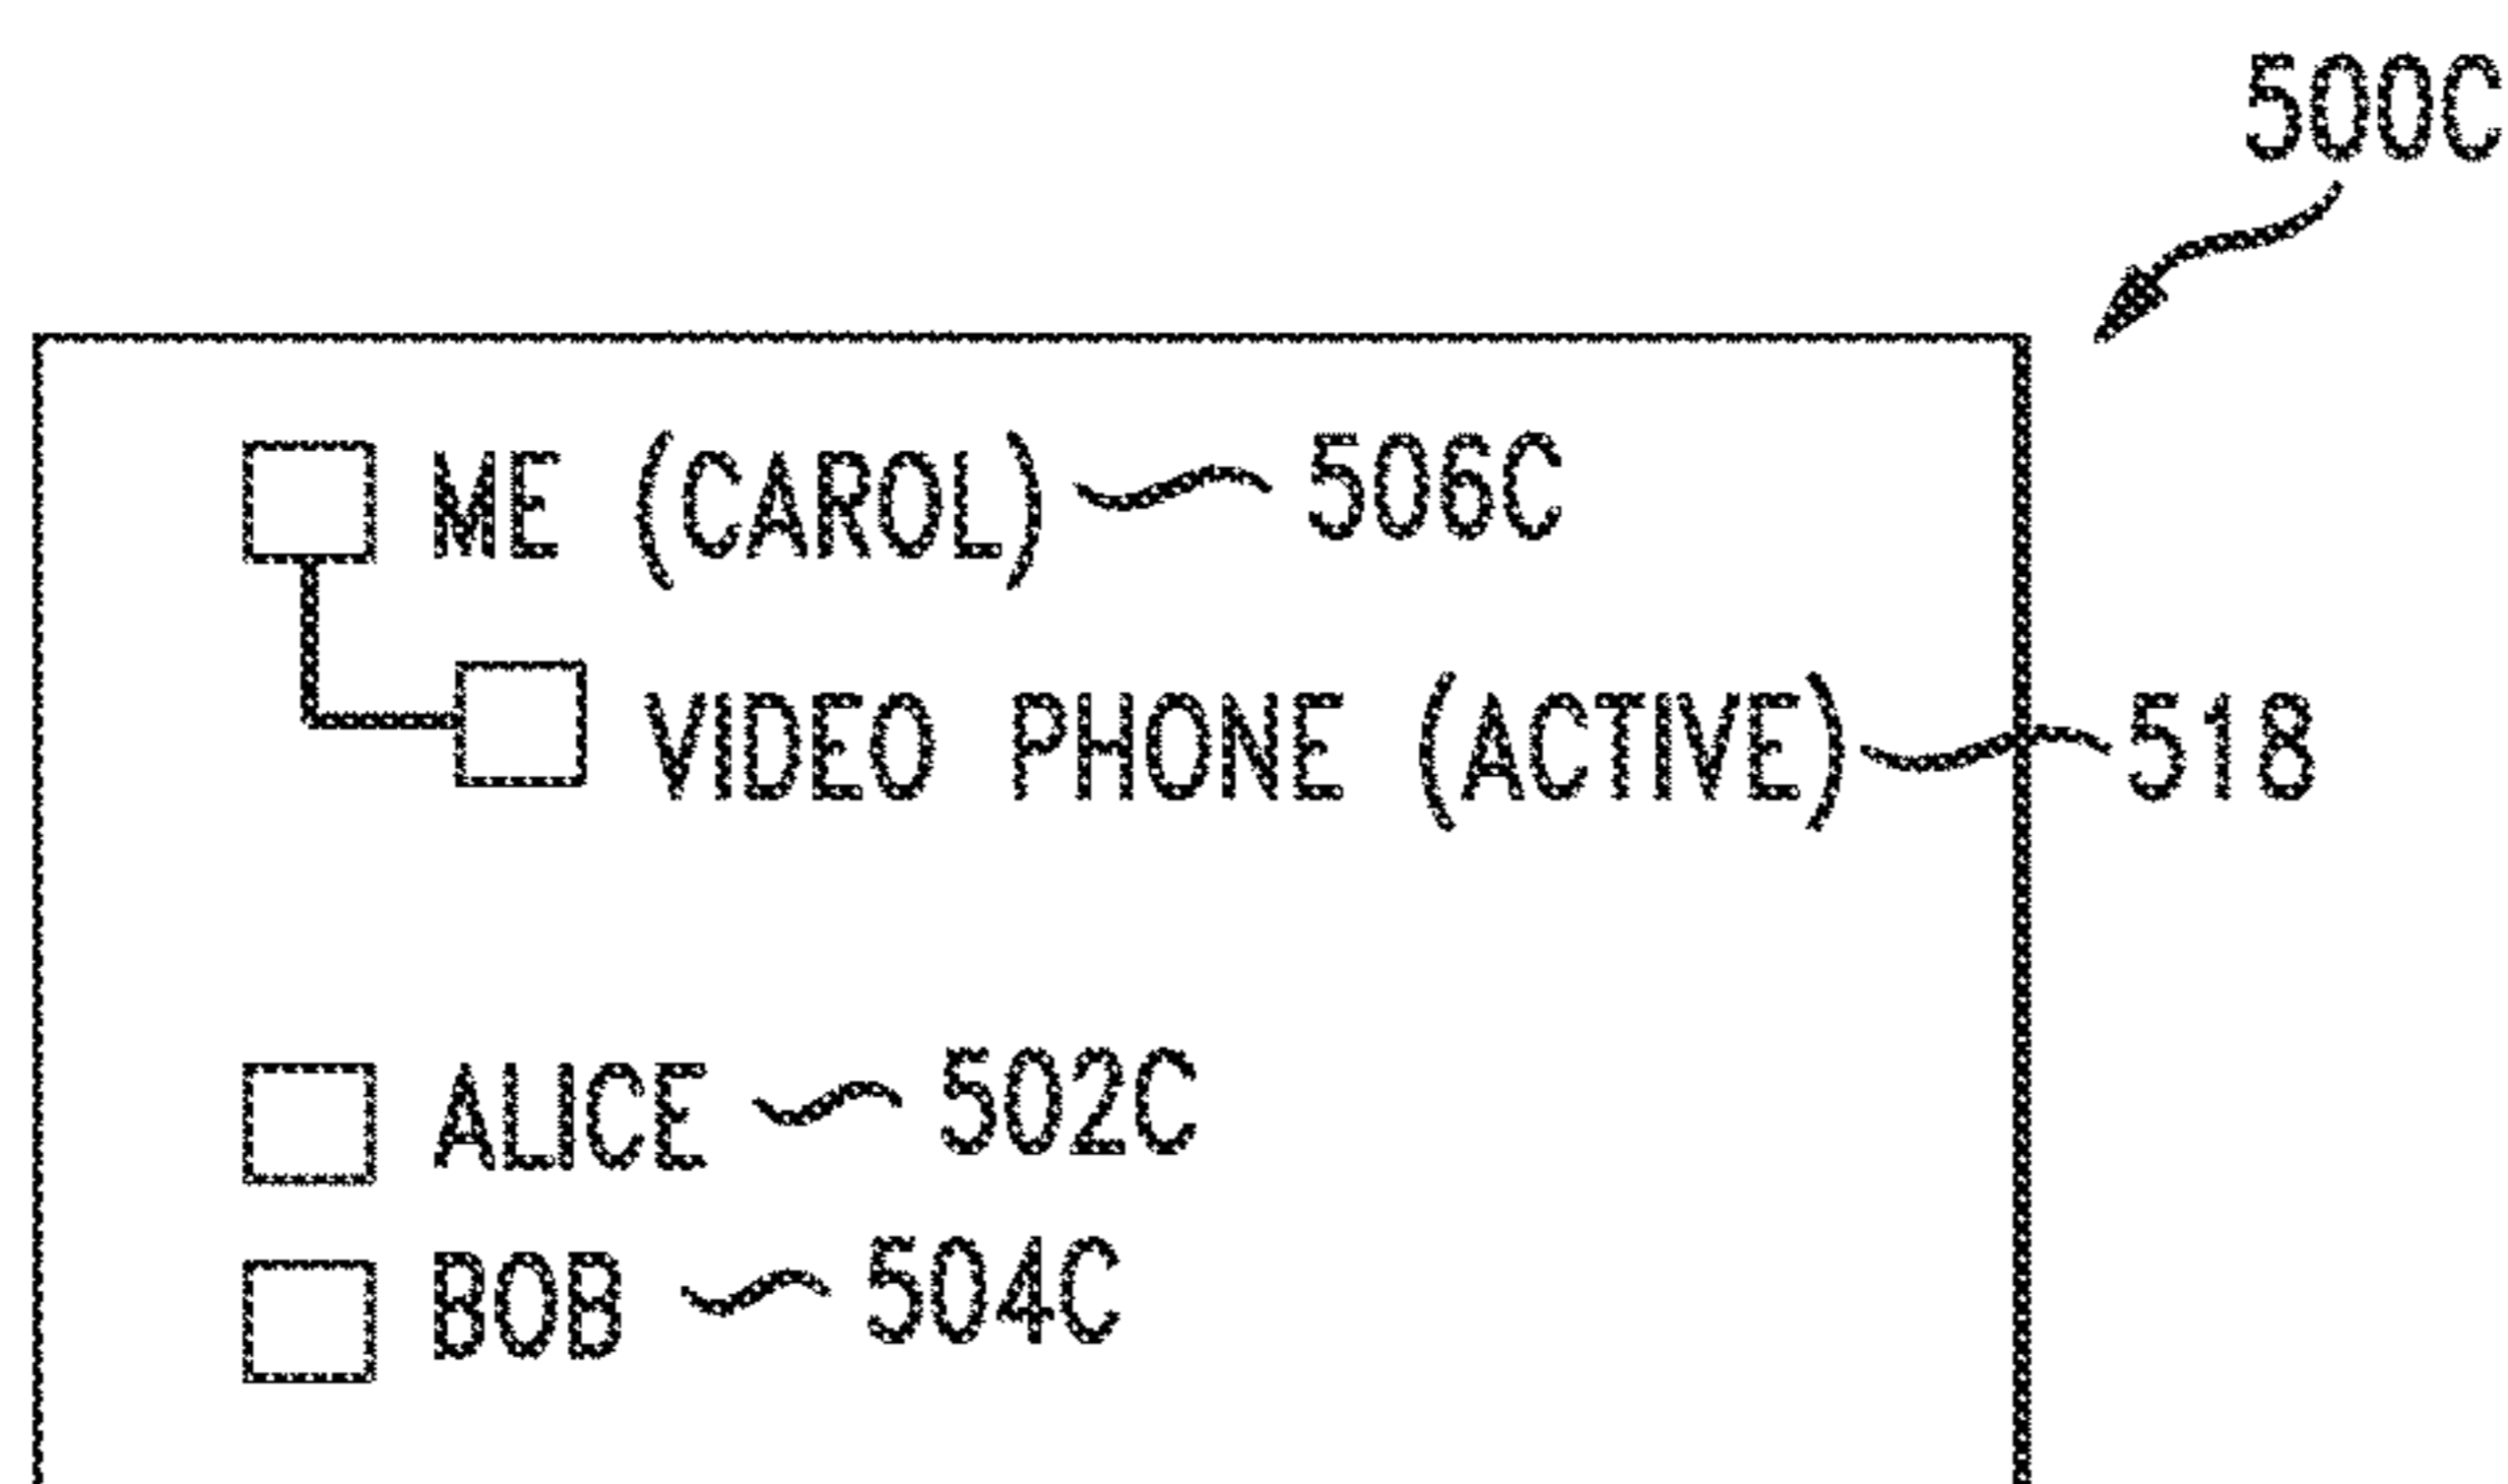 500C
ME (CAROL) 506C
VIDEO PHONE (ACTIVE) 518
ALICE 502C
BOB 504C